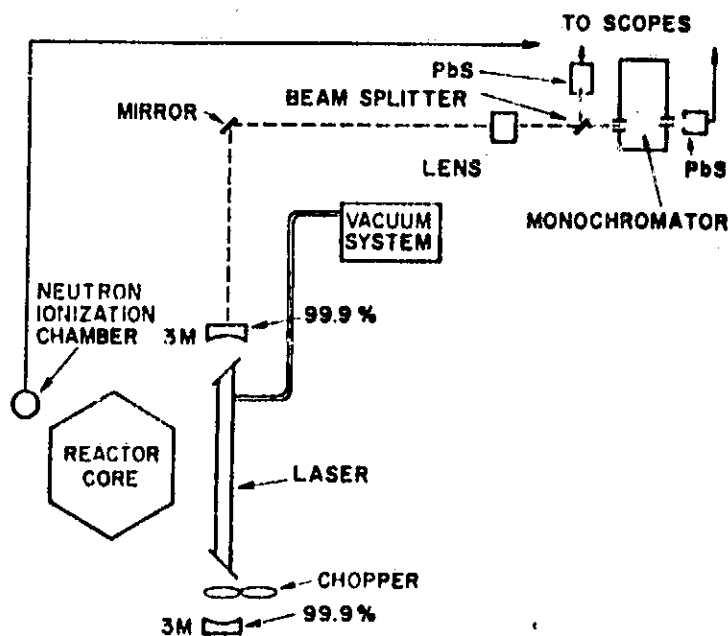 TO SCOPES
PbS
BEAM SPLITTER
MIRROR
LENS
PbS
MONOCHROMATOR
VACUUM
SYSTEM
NEUTRON
IONIZATION
CHAMBER
3M
99.9%
REACTOR
CORE
LASER
CHOPPER
3M
99.9%